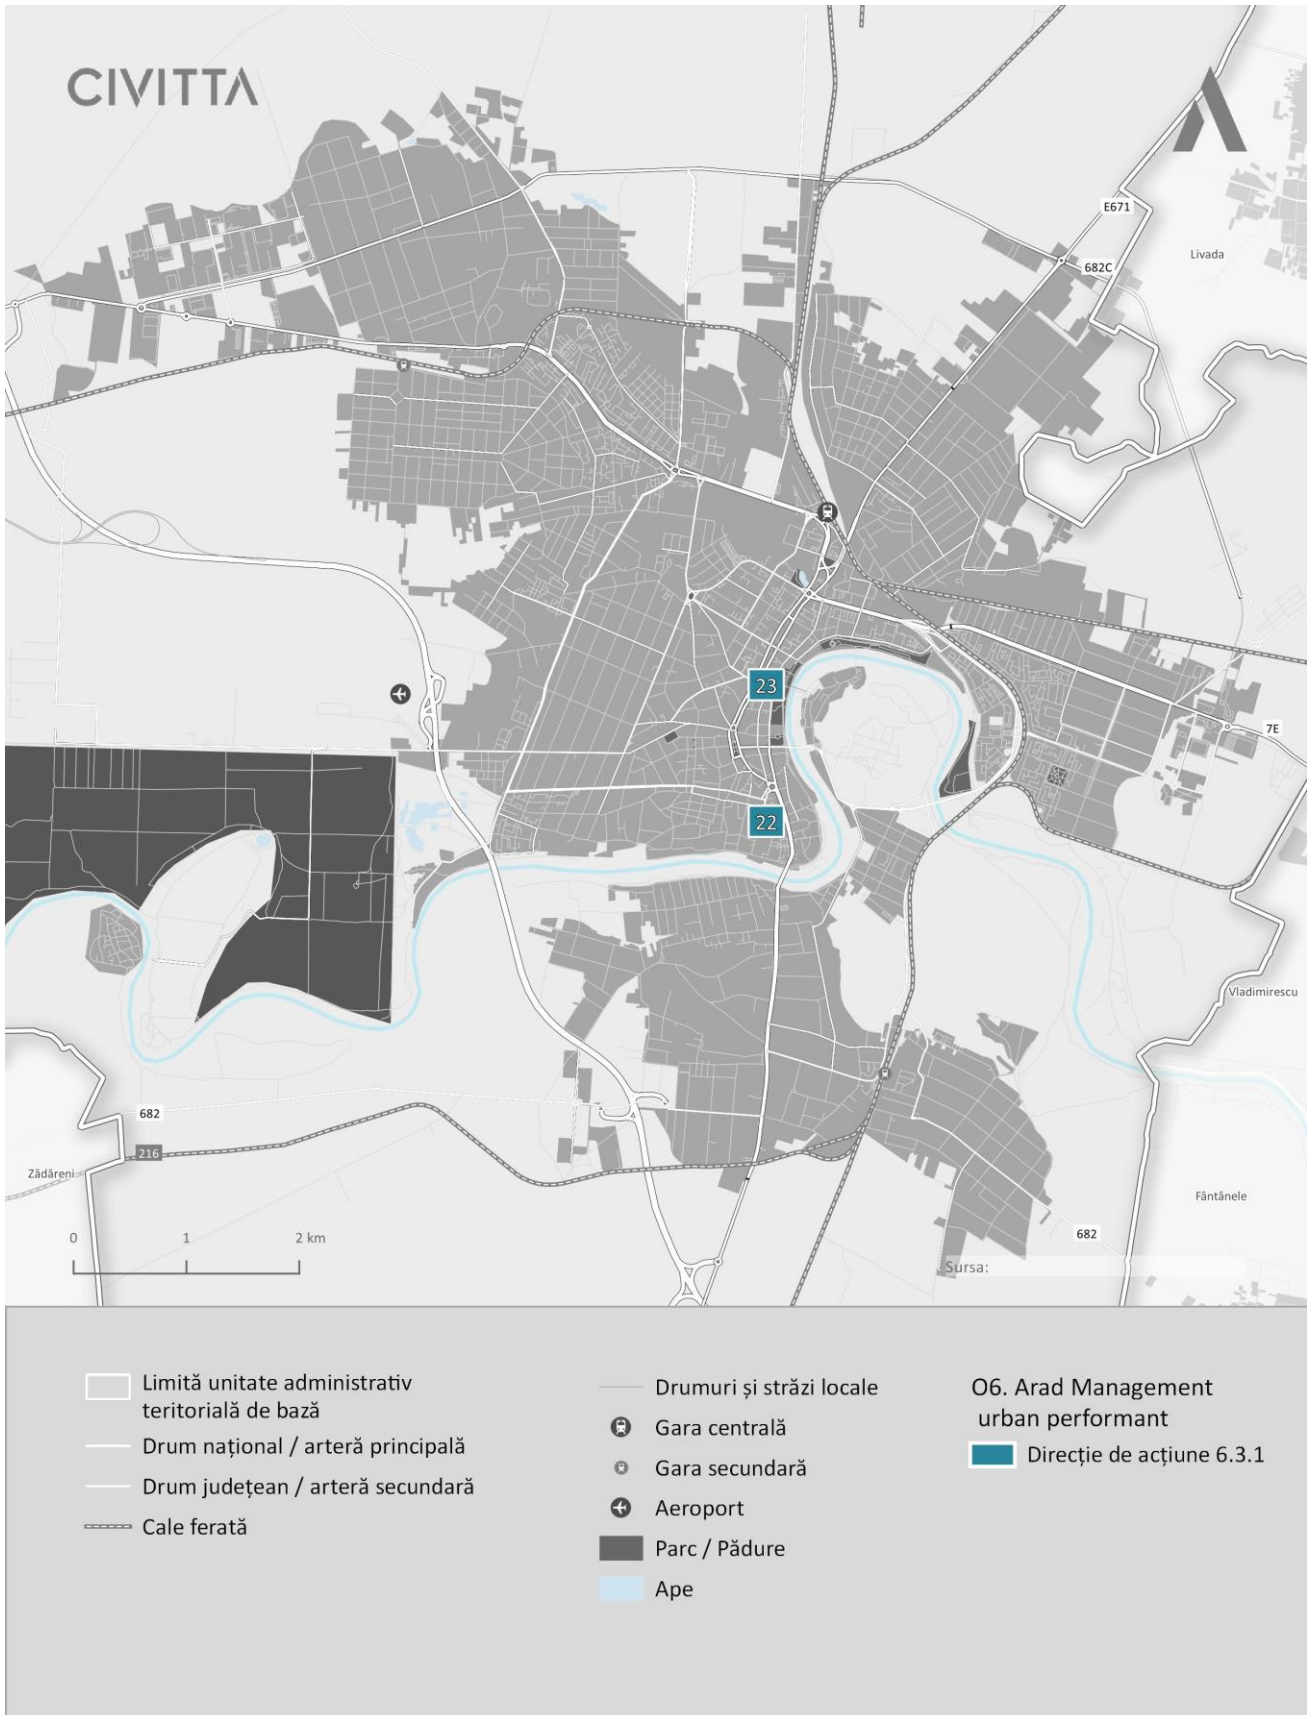 CIVITTA
E671
Livada
682C
23
7E
22
Vladimirescu
682
216
Zădăreni
Fântânele
0 1 2 km
682
Sursa:
Limită unitate administrativ
teritorială de bază
Drum național / arteră principală
Drum județean / arteră secundară
Cale ferată
Drumuri și străzi locale
Gara centrală
Gara secundară
Aeroport
Parc / Pădure
Ape
O6. Arad Management
urban performant
Direcție de acțiune 6.3.1